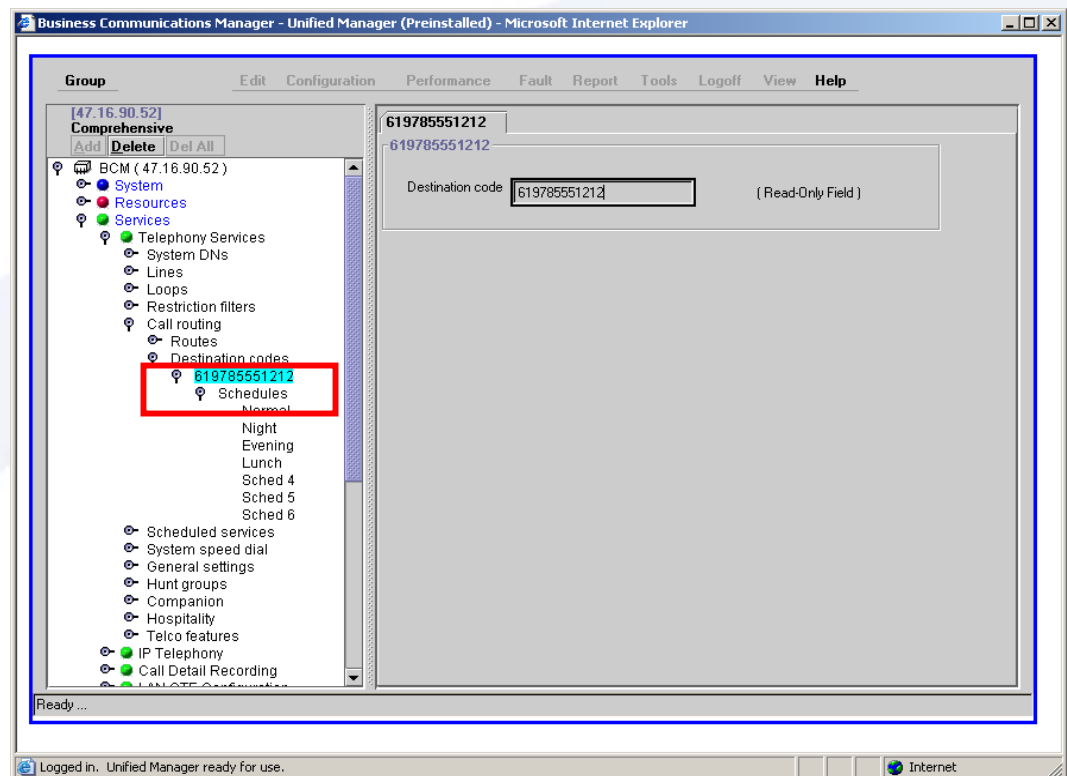 Business Communications Manager - Unified Manager (Preinstalled) - Microsoft Internet Explorer
Group Edit Configuration Performance Fault Report Tools Logoff View Help
[47.16.90.52]
Comprehensive
Add Delete Del All
BCM ( 47.16.90.52 )
System
Resources
Services
Telephony Services
System DNs
Lines
Loops
Restriction filters
Call routing
Routes
Destination codes
619785551212
Schedules
Normal
Night
Evening
Lunch
Sched 4
Sched 5
Sched 6
Scheduled services
System speed dial
General settings
Hunt groups
Companion
Hospitality
Telco features
IP Telephony
Call Detail Recording
619785551212
619785551212
Destination code 619785551212 ( Read-Only Field )
Ready ...
Logged in. Unified Manager ready for use. Internet